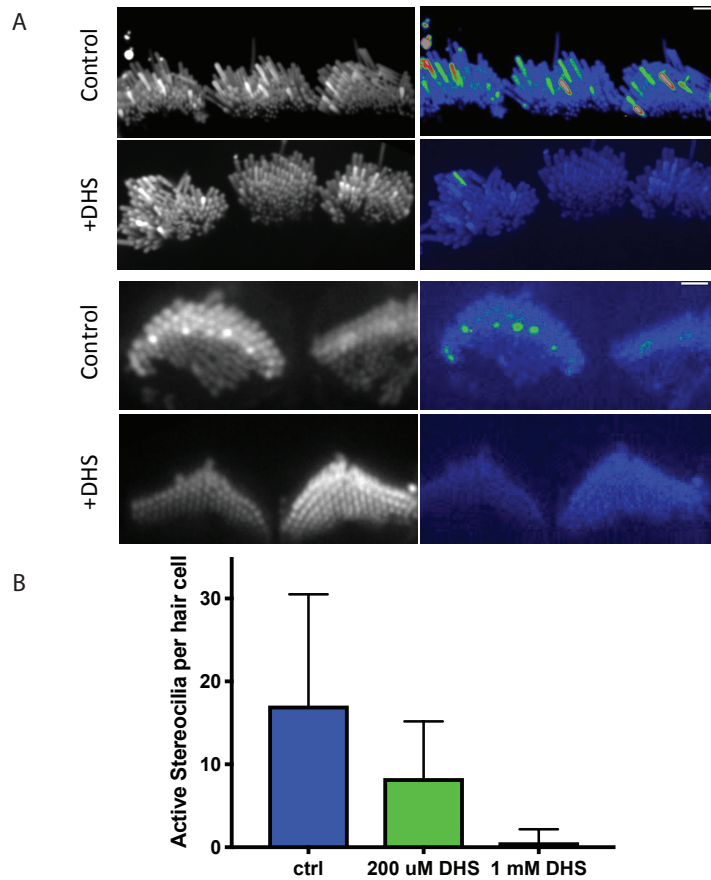 A
Control
+DHS
Control
+DHS
B
Active Stereocilia per hair cell
30
20
10
0
ctrl
200 uM DHS
1 mM DHS